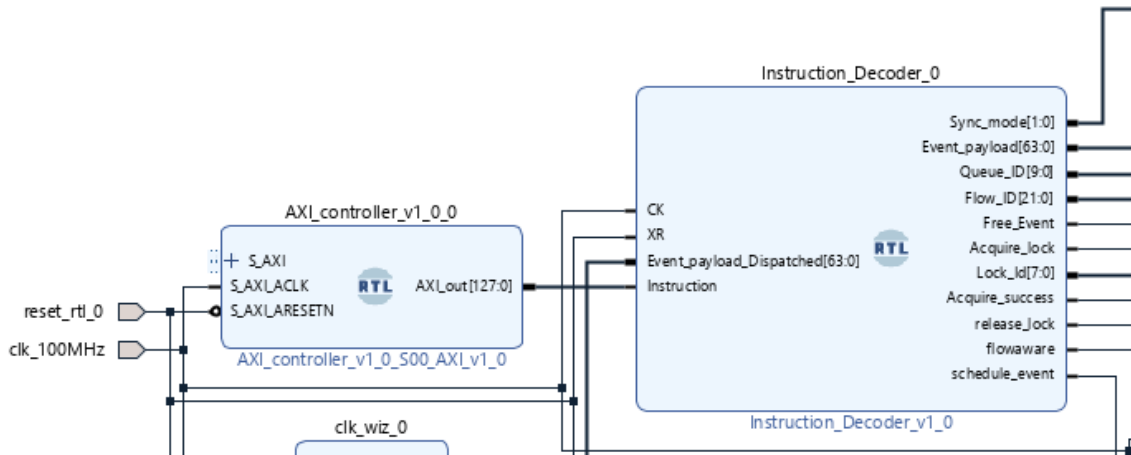 Instruction_Decoder_0
Sync_mode[1:0]
Event_payload[63:0]
Queue_ID[9:0]
Flow_ID[21:0]
Free_Event
Acquire_lock
Lock_Id[7:0]
Acquire_success
release_lock
flowaware
schedule_event
CK
XR
Event_payload_Dispatched[63:0]
Instruction
RTL
Instruction_Decoder_v1_0
AXI_controller_v1_0_0
S_AXI
S_AXI_ACLK
S_AXI_ARESETN
RTL
AXI_out[127:0]
AXI_controller_v1_0_S00_AXI_v1_0
reset_rtl_0
clk_100MHz
clk_wiz_0